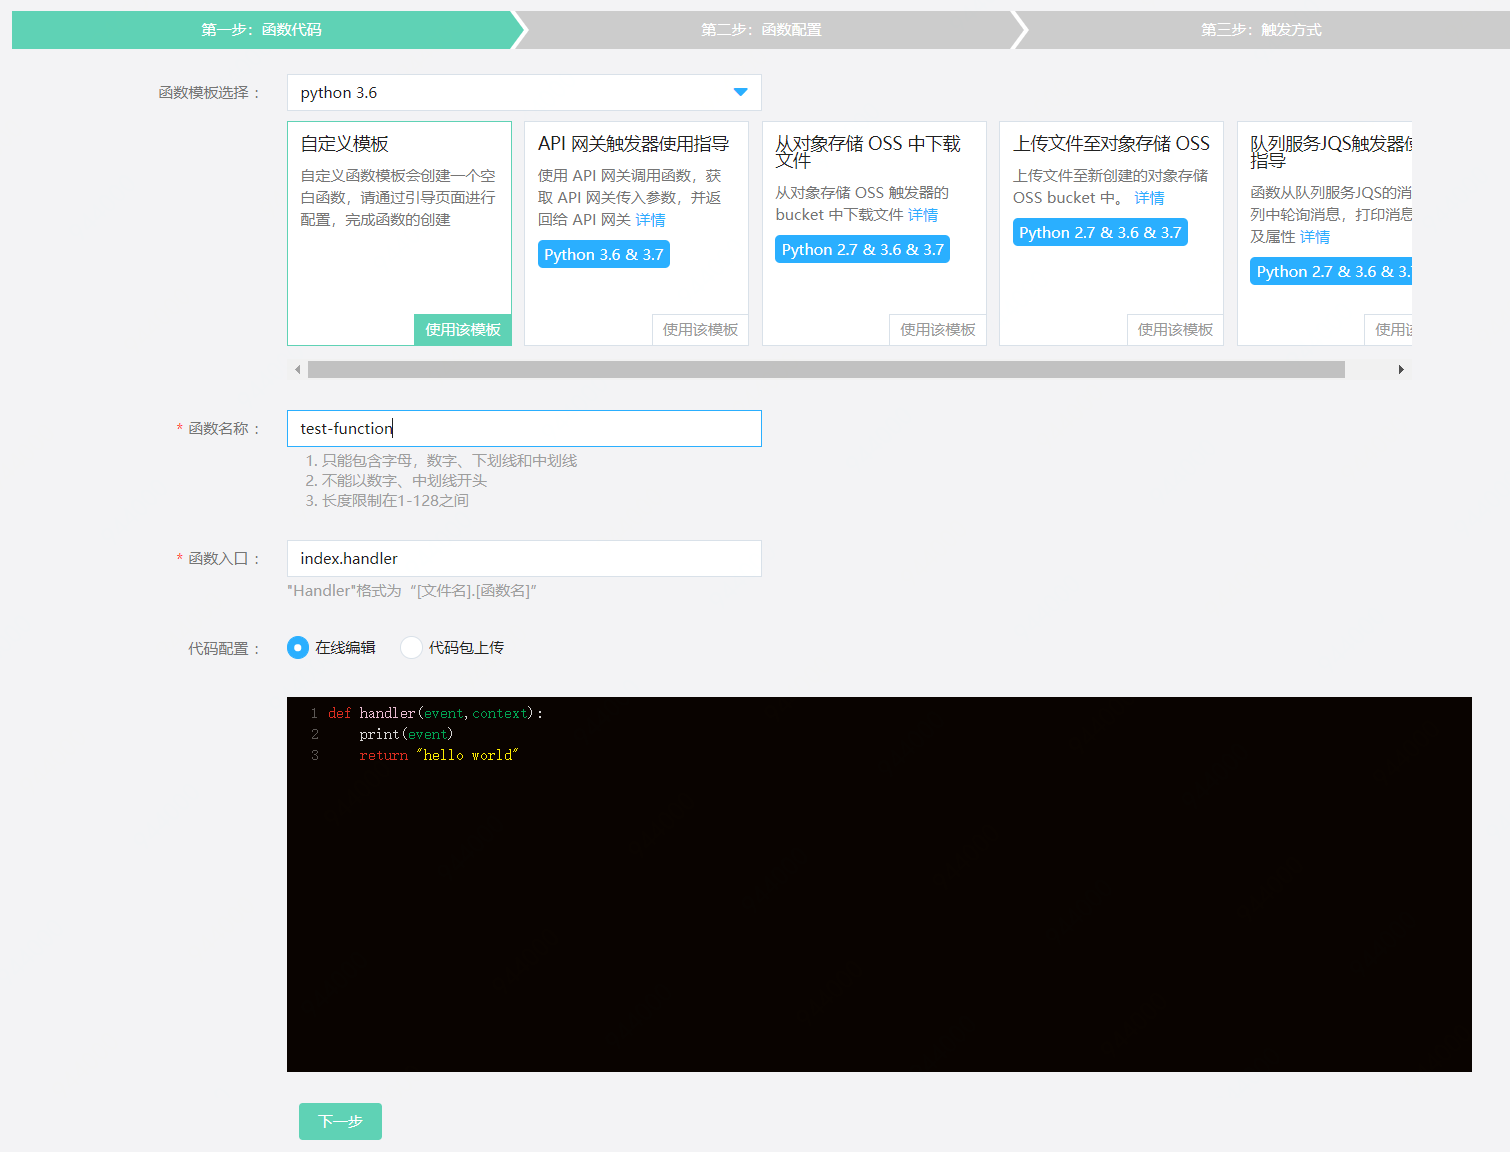 第一步：函数代码
第二步：函数配置
第三步：触发方式
函数模板选择：
python 3.6
自定义模板
自定义函数模板会创建一个空
白函数，请通过引导页面进行
配置，完成函数的创建
使用该模板
API 网关触发器使用指导
使用 API 网关调用函数，获
取 API 网关传入参数，并返
回给 API 网关 详情
Python 3.6 & 3.7
使用该模板
从对象存储 OSS 中下载
文件
从对象存储 OSS 触发器的
bucket 中下载文件 详情
Python 2.7 & 3.6 & 3.7
使用该模板
上传文件至对象存储 OSS
上传文件至新创建的对象存储
OSS bucket 中。 详情
Python 2.7 & 3.6 & 3.7
使用该模板
队列服务JQS触发器
指导
函数从队列服务JQS的消
列中轮询消息，打印消息
及属性 详情
Python 2.7 & 3.6 & 3.
使用
* 函数名称：
test-function
1. 只能包含字母，数字、下划线和中划线
2. 不能以数字、中划线开头
3. 长度限制在1-128之间
* 函数入口：
index.handler
"Handler"格式为 “[文件名].[函数名]”
代码配置：
在线编辑
代码包上传
1 def handler(event,context):
2     print(event)
3     return "hello world"
下一步